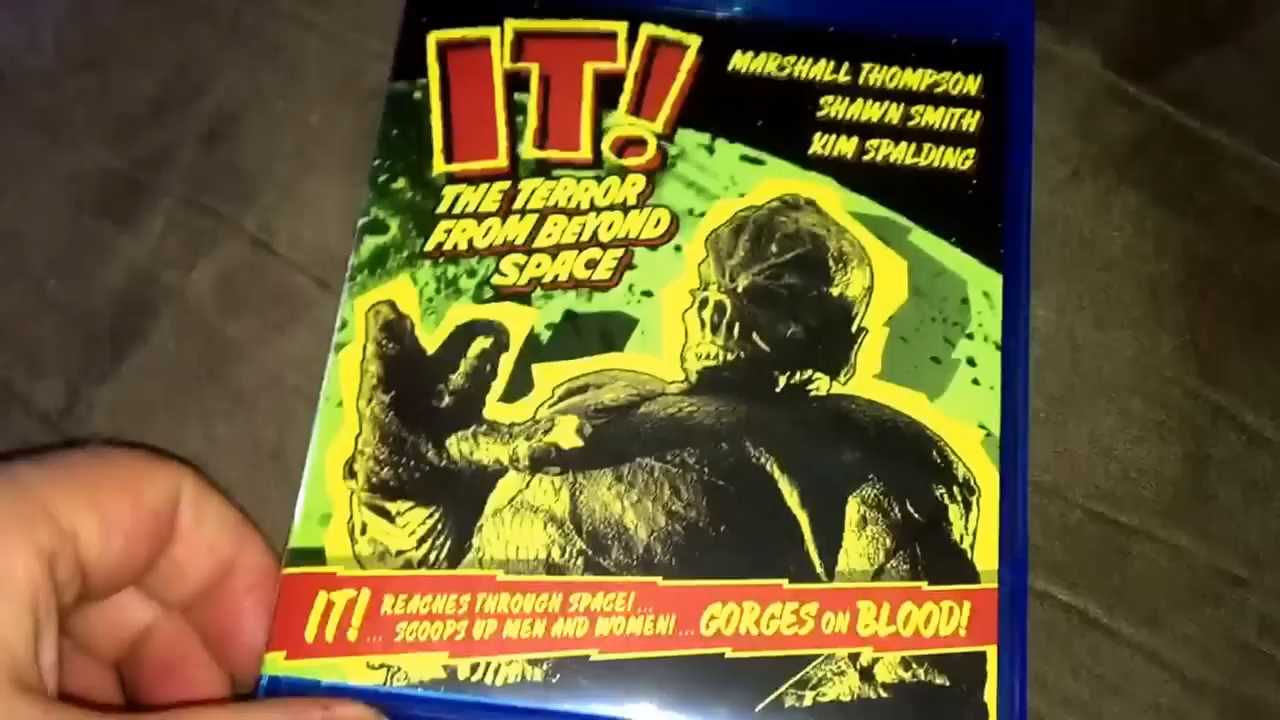 IT!
THE TERROR
FROM BEYOND
SPACE
MARSHALL THOMPSON
SHAWN SMITH
KIM SPALDING
IT!... REACHES THROUGH SPACE!...
SCOOPS UP MEN AND WOMEN!... GORGES ON BLOOD!